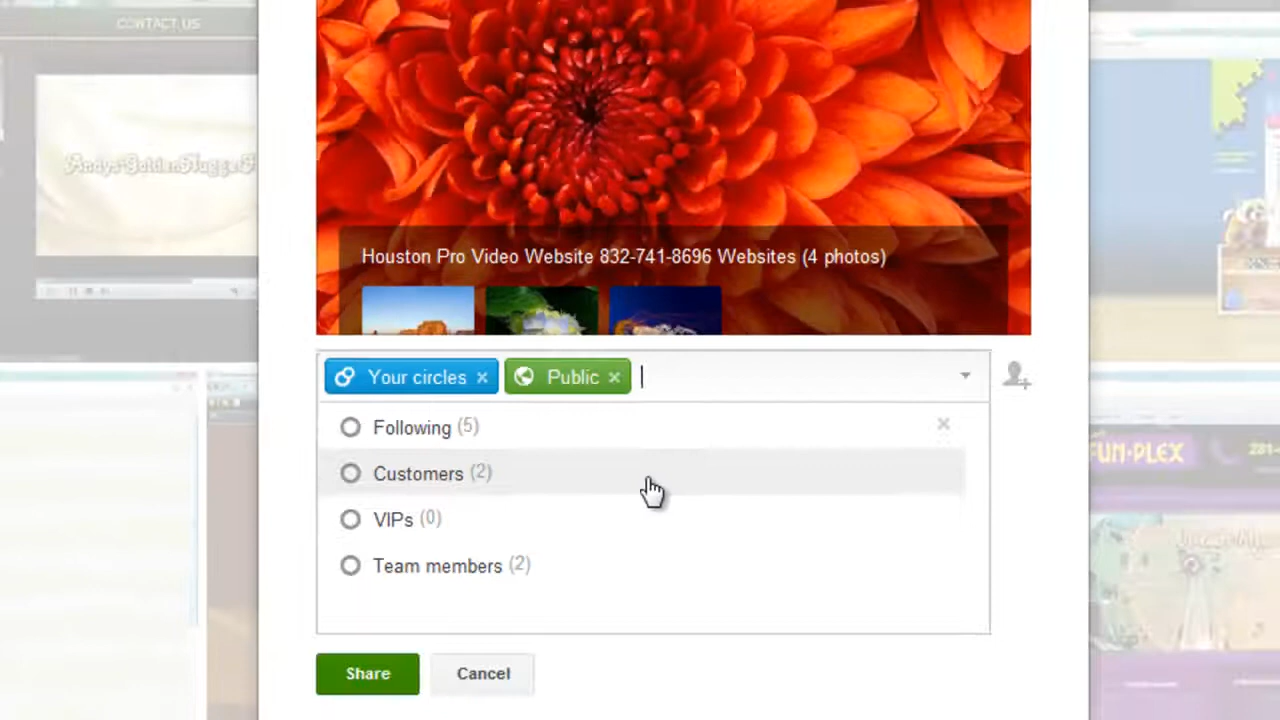 CONTACT US
Houston Pro Video Website 832-741-8696 Websites (4 photos)
Your circles
Public
Following (5)
Customers (2)
VIPs (0)
Team members (2)
Share
Cancel
FUN-PLEX
281-